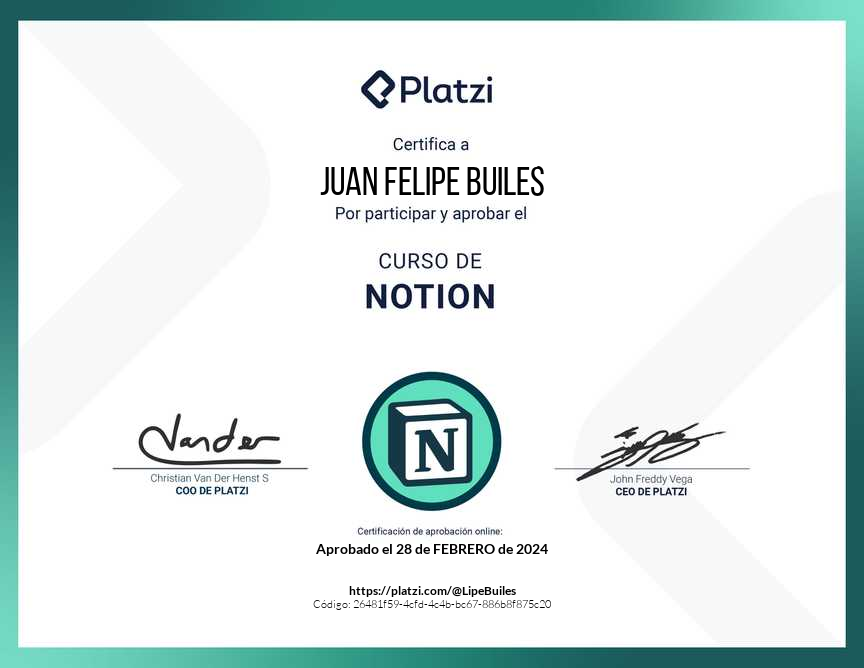 Platzi
Certifica a
JUAN FELIPE BUILES
Por participar y aprobar el
CURSO DE
NOTION
Vander
N
Christian Van Der Henst S
COO DE PLATZI
John Freddy Vega
CEO DE PLATZI
Certificación de aprobación online:
Aprobado el 28 de FEBRERO de 2024
https://platzi.com/@LipeBuiles
Código: 26481f59-4cfd-4c4b-bc67-886b8f875c20